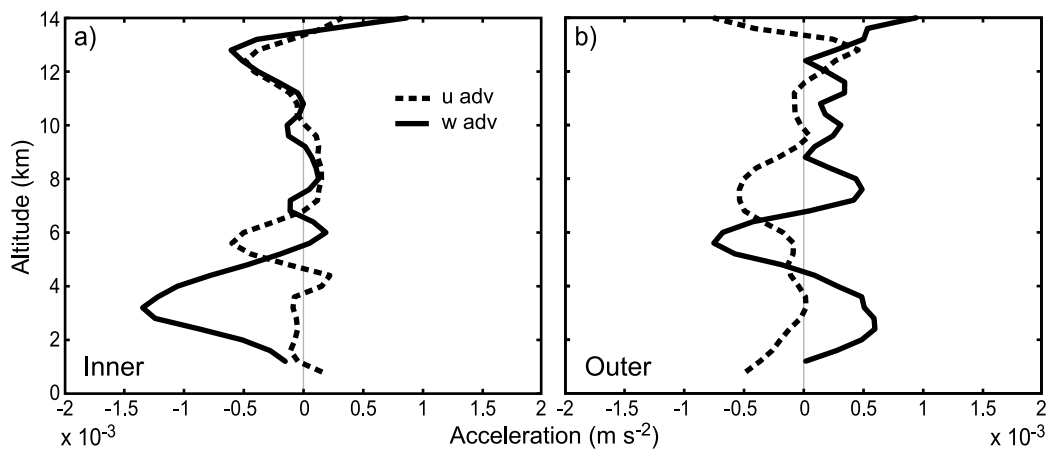 a)
b)
14
12
10
8
6
4
2
0
Altitude (km)
u adv
w adv
Inner
Outer
-2 -1.5 -1 -0.5 0 0.5 1 1.5 2
-2 -1.5 -1 -0.5 0 0.5 1 1.5 2
x 10⁻³
Acceleration (m s⁻²)
x 10⁻³